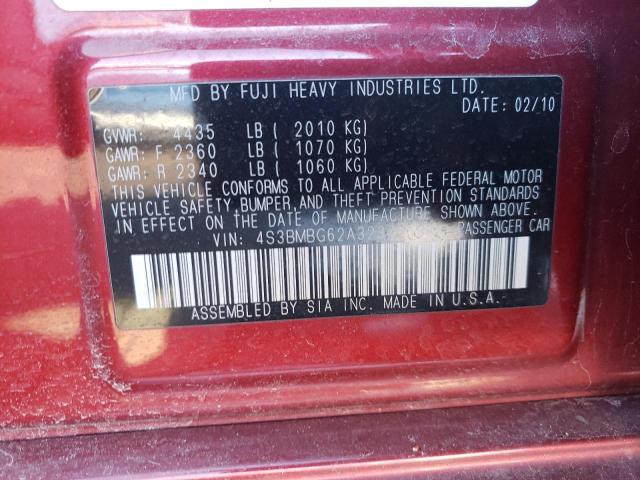 MFD BY FUJI HEAVY INDUSTRIES LTD.
DATE: 02/10
GVWR: 4435 LB ( 2010 KG)
GAWR: F 2360 LB ( 1070 KG)
GAWR: R 2340 LB ( 1060 KG)
THIS VEHICLE CONFORMS TO ALL APPLICABLE FEDERAL MOTOR
VEHICLE SAFETY, BUMPER, AND THEFT PREVENTION STANDARDS
IN EFFECT ON THE DATE OF MANUFACTURE SHOWN ABOVE.
VIN: PASSENGER CAR
ASSEMBLED BY SIA INC. MADE IN U.S.A.